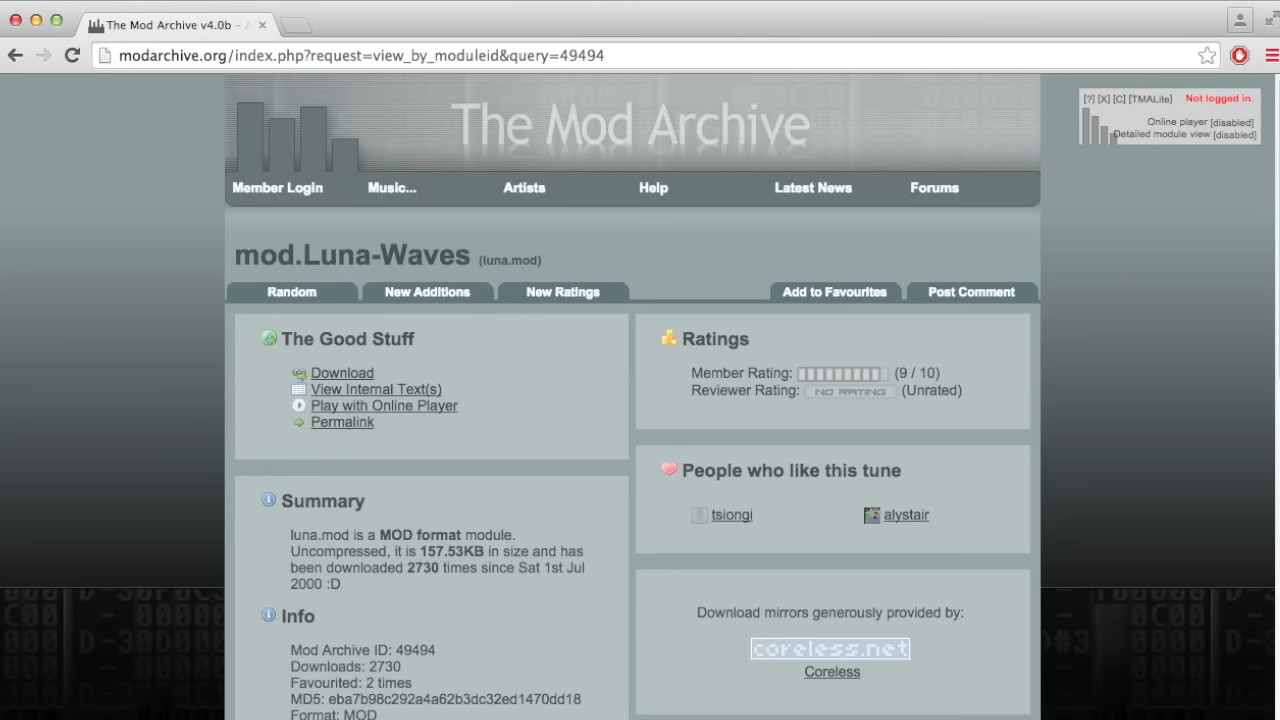 The Mod Archive v4.0b -
modarchive.org/index.php?request=view_by_moduleid&query=49494
The Mod Archive
[?] [X] [C] [TMALite] Not logged in.
Online player [disabled]
Detailed module view [disabled]
Member Login Music... Artists Help Latest News Forums
mod.Luna-Waves (luna.mod)
Random New Additions New Ratings Add to Favourites Post Comment
The Good Stuff
Download
View Internal Text(s)
Play with Online Player
Permalink
Summary
luna.mod is a MOD format module.
Uncompressed, it is 157.53KB in size and has
been downloaded 2730 times since Sat 1st Jul
2000 :D
Info
Mod Archive ID: 49494
Downloads: 2730
Favourited: 2 times
MD5: eba7b98c292a4a62b3dc32ed1470dd18
Format: MOD
Ratings
Member Rating: (9 / 10)
Reviewer Rating: NO RATING (Unrated)
People who like this tune
tsiongi alystair
Download mirrors generously provided by:
coreless.net
Coreless